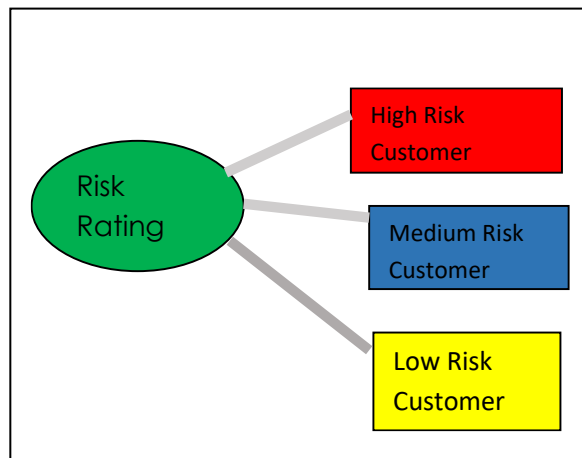 Risk
Rating
High Risk
Customer
Medium Risk
Customer
Low Risk
Customer